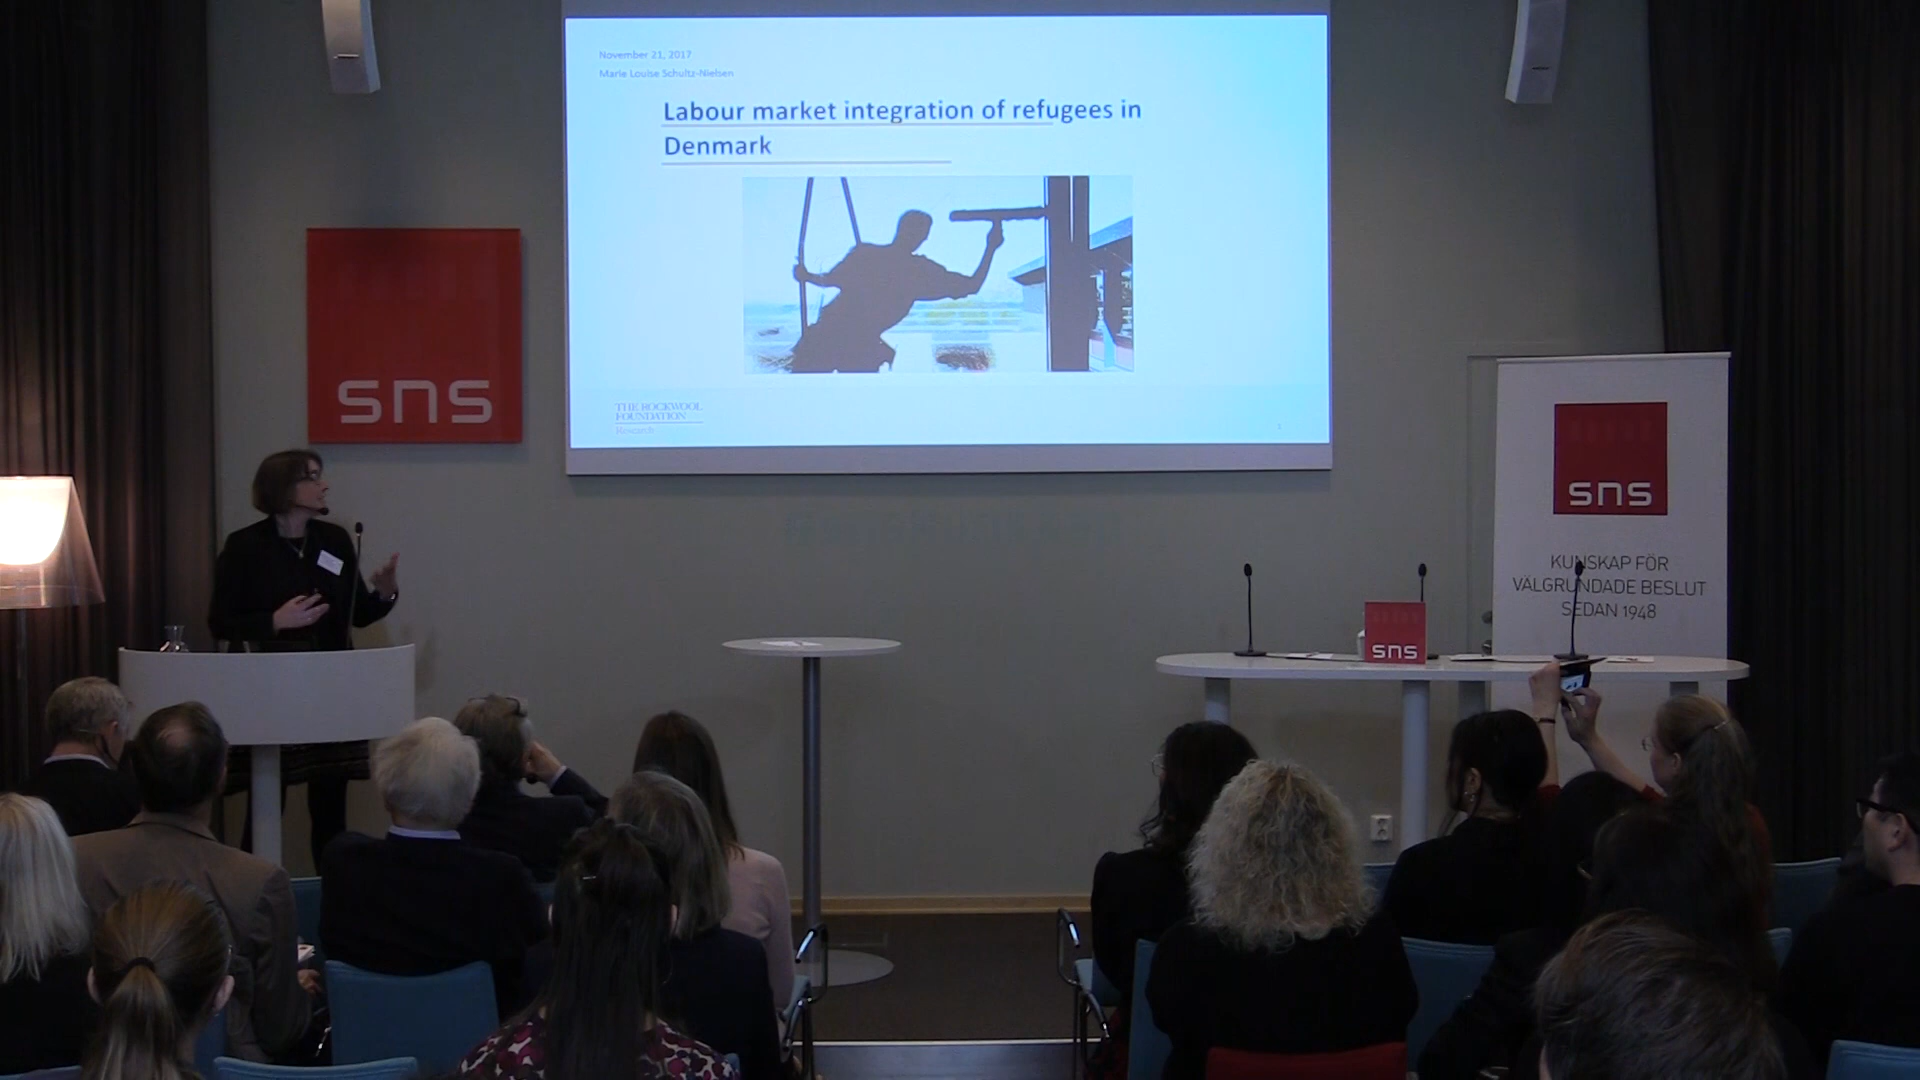 November 21, 2017
Marie Louise Schultz-Nielsen
Labour market integration of refugees in
Denmark
THE ROCKWOOL
FOUNDATION
Research
1
sns
sns
KUNSKAP FÖR
VÄLGRUNDADE BESLUT
SEDAN 1948
sns